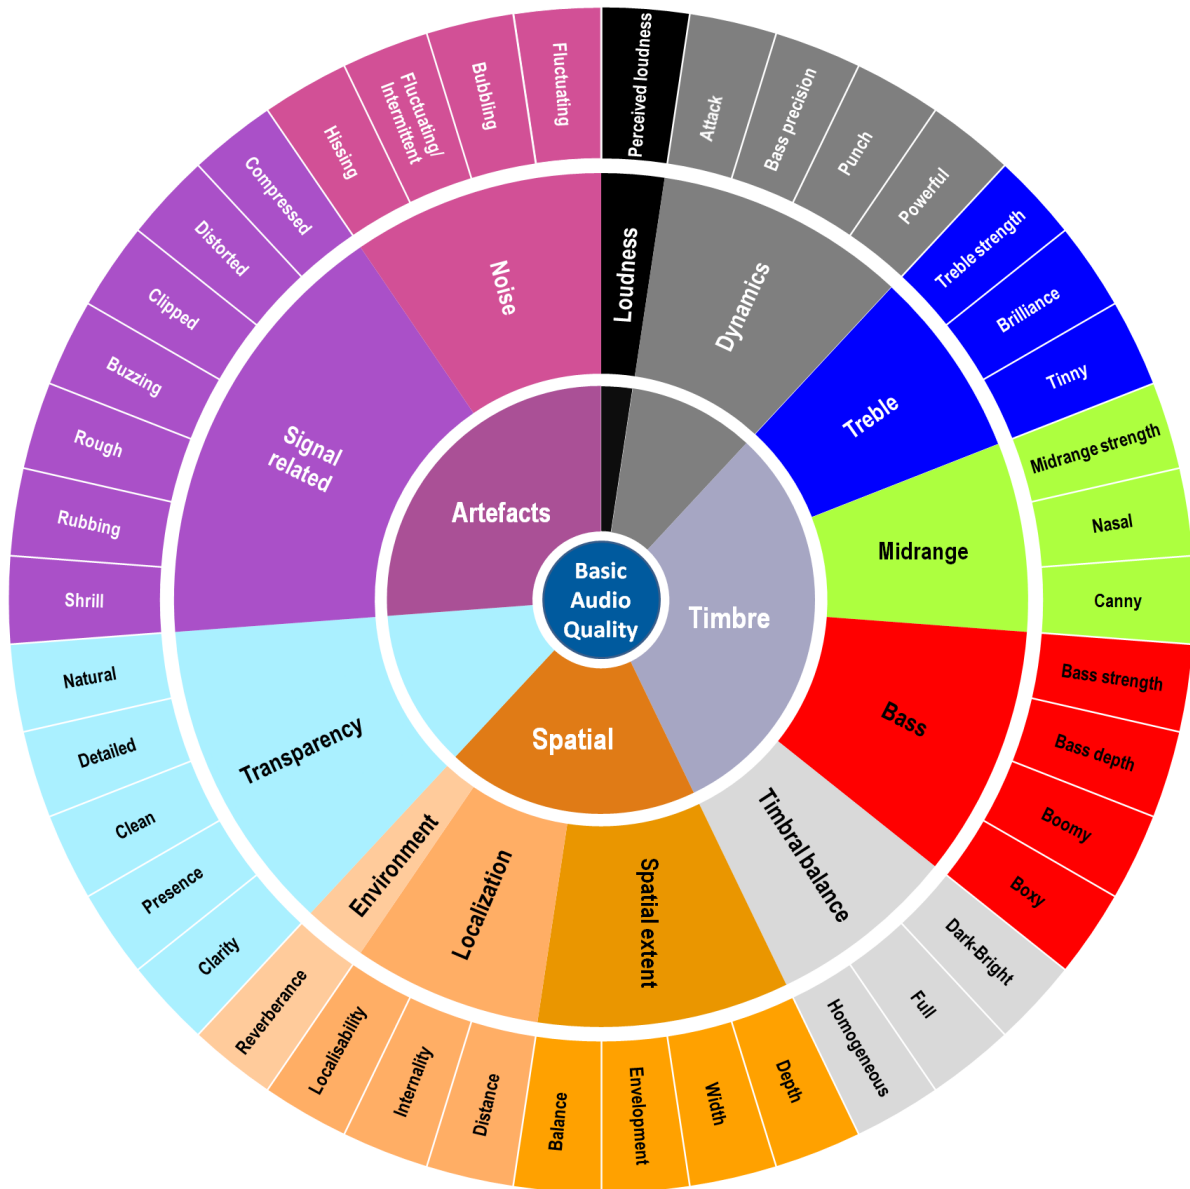 Basic
Audio
Quality
Timbre
Spatial
Artefacts
Loudness
Dynamics
Treble
Midrange
Bass
Timbral balance
Spatial extent
Localization
Environment
Transparency
Signal
related
Noise
Perceived loudness
Attack
Bass precision
Punch
Powerful
Treble strength
Brilliance
Tinny
Midrange strength
Nasal
Canny
Bass strength
Bass depth
Boomy
Boxy
Dark-Bright
Full
Homogeneous
Depth
Width
Envelopment
Balance
Distance
Internality
Localisability
Reverberance
Clarity
Presence
Clean
Detailed
Natural
Shrill
Rubbing
Rough
Buzzing
Clipped
Distorted
Compressed
Hissing
Fluctuating/
Intermittent
Bubbling
Fluctuating